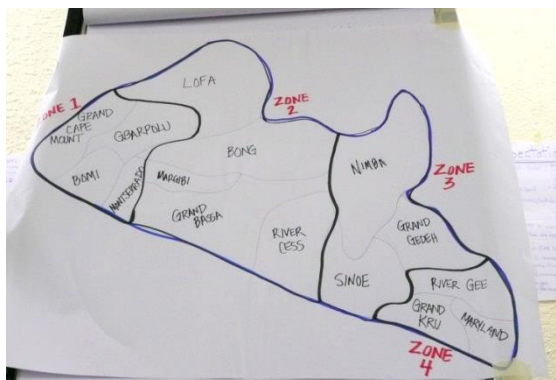 ZONE 1
LOFA
GRAND
CAPE
MOUNT
GBARPOLU
ZONE
2
BONG
NIMBA
BOMI
MONTSERRADO
MARGIBI
ZONE
3
GRAND
BASSA
RIVER
CESS
GRAND
GEDEH
SINOE
RIVER GEE
GRAND
KRU
MARYLAND
ZONE
4